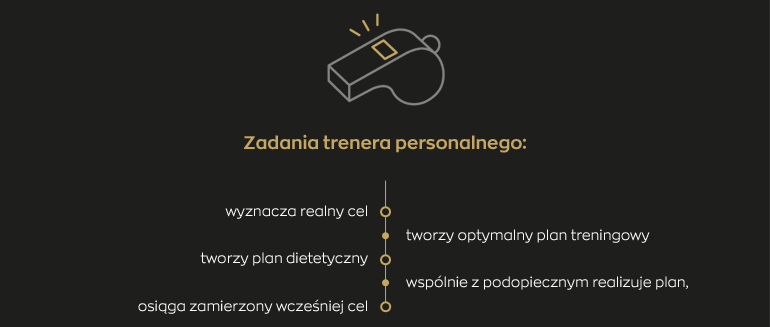 Zadania trenera personalnego:
wyznacza realny cel
tworzy optymalny plan treningowy
tworzy plan dietetyczny
wspólnie z podopiecznym realizuje plan,
osiąga zamierzony wcześniej cel